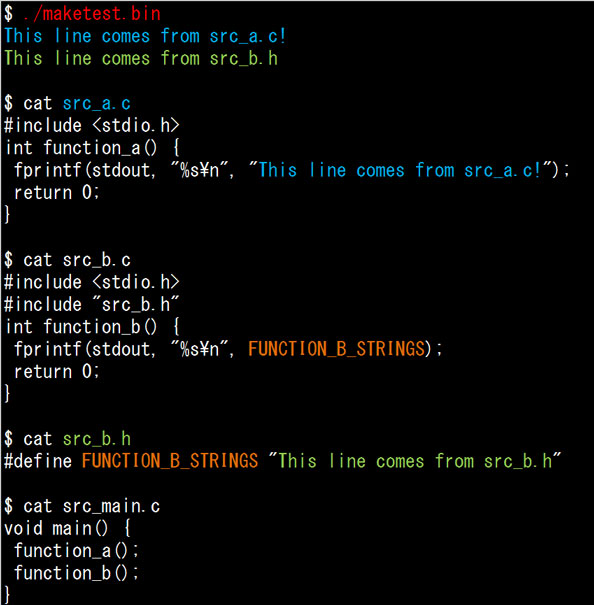 $ ./maketest.bin
This line comes from src_a.c!
This line comes from src_b.h
$ cat src_a.c
#include <stdio.h>
int function_a() {
fprintf(stdout, "%s¥n", "This line comes from src_a.c!");
return 0;
}
$ cat src_b.c
#include <stdio.h>
#include "src_b.h"
int function_b() {
fprintf(stdout, "%s¥n", FUNCTION_B_STRINGS);
return 0;
}
$ cat src_b.h
#define FUNCTION_B_STRINGS "This line comes from src_b.h"
$ cat src_main.c
void main() {
function_a();
function_b();
}